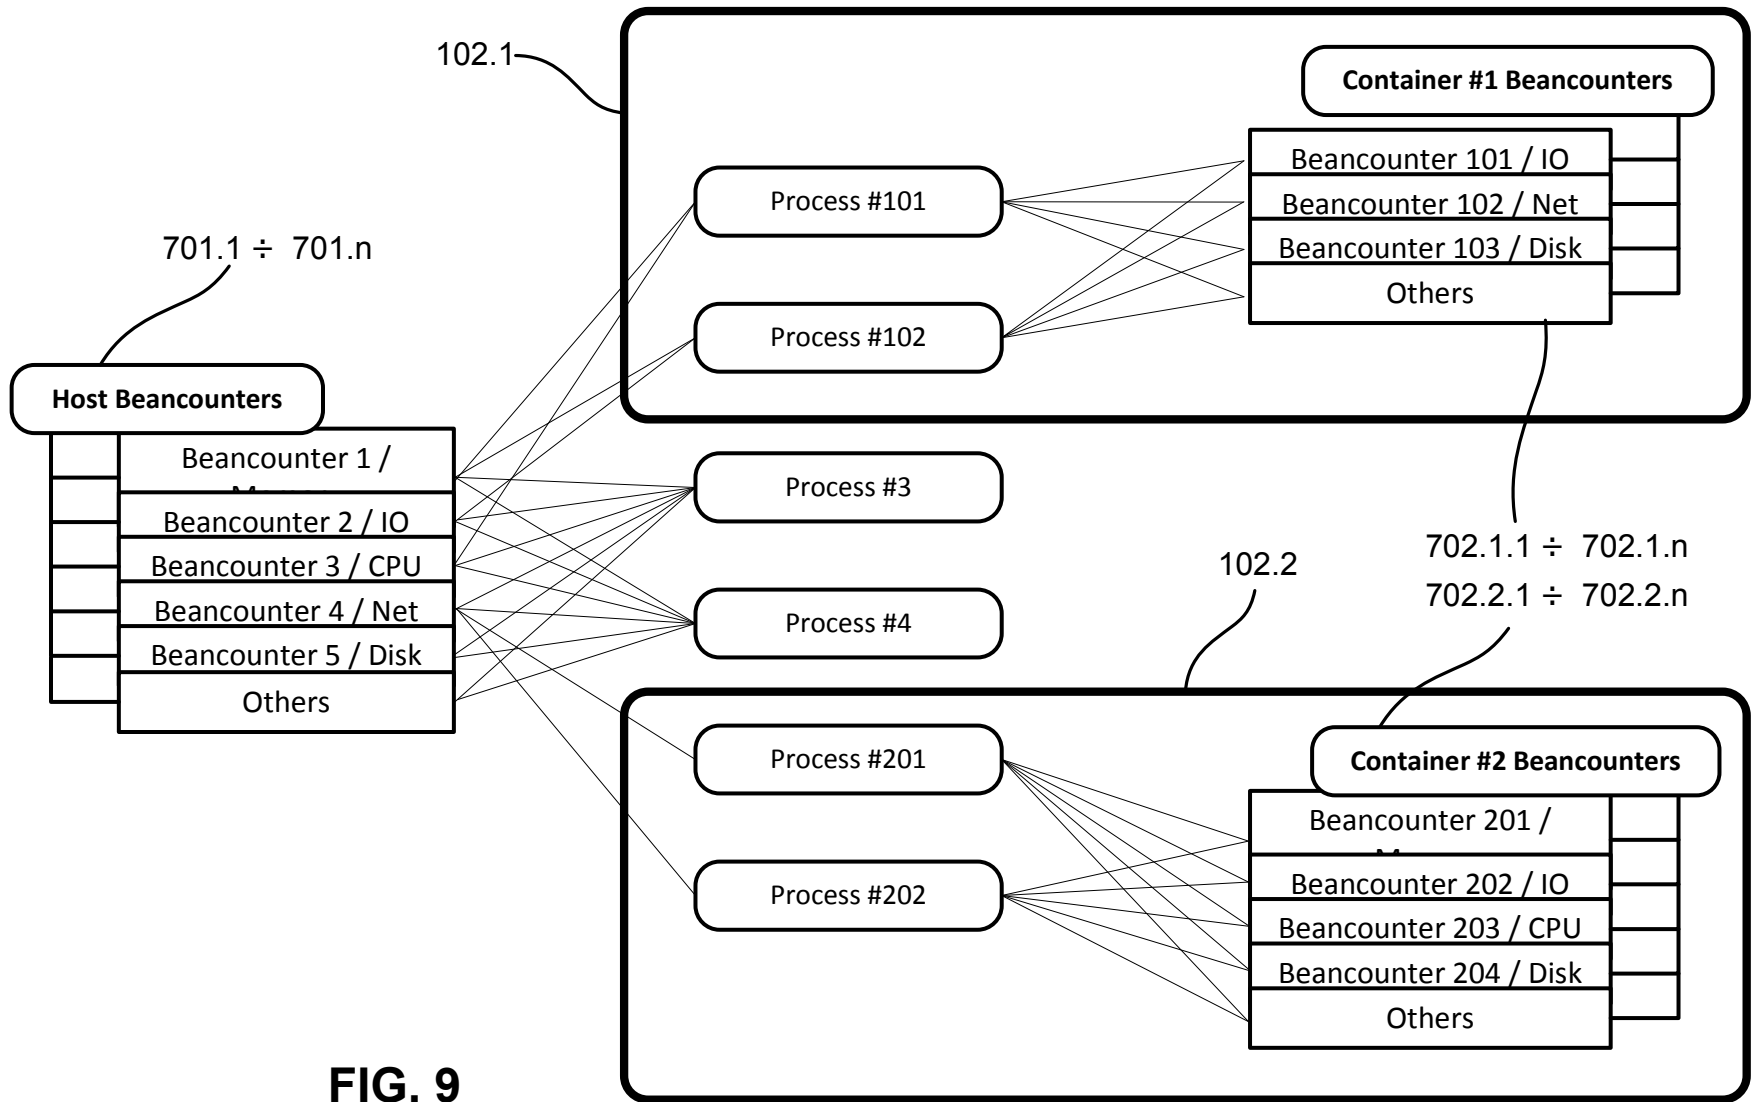 102.1
Container #1 Beancounters
Beancounter 101 / IO
Beancounter 102 / Net
Beancounter 103 / Disk
Others
Process #101
Process #102
701.1 ÷ 701.n
Host Beancounters
Beancounter 1 /
Beancounter 2 / IO
Beancounter 3 / CPU
Beancounter 4 / Net
Beancounter 5 / Disk
Others
Process #3
Process #4
702.1.1 ÷ 702.1.n
702.2.1 ÷ 702.2.n
102.2
Process #201
Process #202
Container #2 Beancounters
Beancounter 201 /
Beancounter 202 / IO
Beancounter 203 / CPU
Beancounter 204 / Disk
Others
FIG. 9